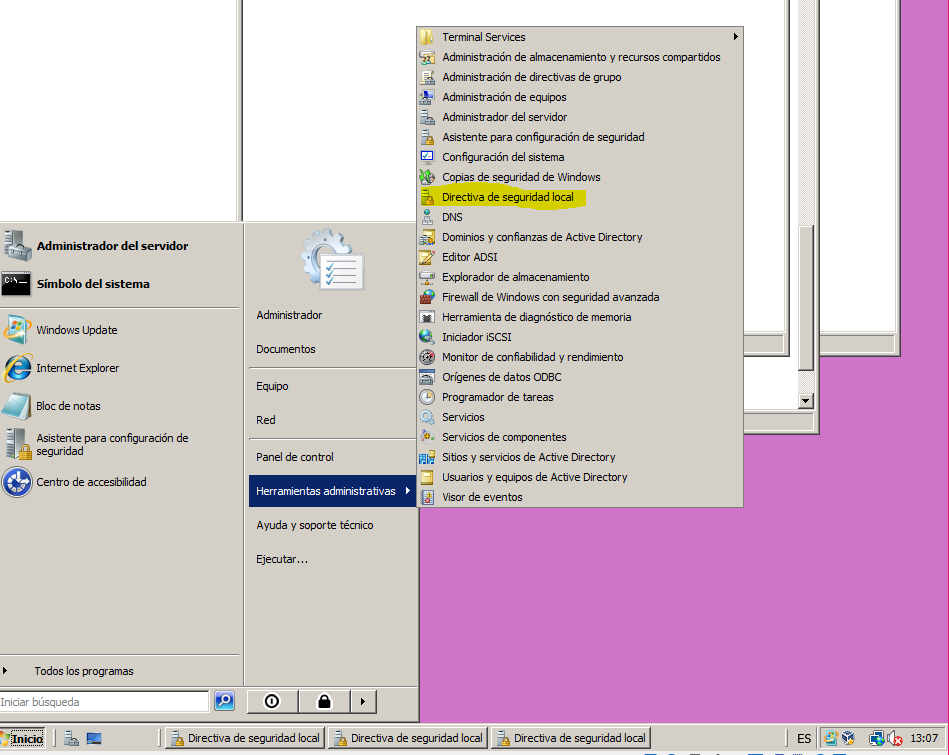 Terminal Services
Administración de almacenamiento y recursos compartidos
Administración de directivas de grupo
Administración de equipos
Administrador del servidor
Asistente para configuración de seguridad
Configuración del sistema
Copias de seguridad de Windows
Directiva de seguridad local
DNS
Dominios y confianzas de Active Directory
Editor ADSI
Explorador de almacenamiento
Firewall de Windows con seguridad avanzada
Herramienta de diagnóstico de memoria
Iniciador iSCSI
Monitor de confiabilidad y rendimiento
Orígenes de datos ODBC
Programador de tareas
Servicios
Servicios de componentes
Sitios y servicios de Active Directory
Usuarios y equipos de Active Directory
Visor de eventos
Administrador del servidor
C:\_
Símbolo del sistema
Windows Update
Internet Explorer
Bloc de notas
Asistente para configuración de
seguridad
Centro de accesibilidad
Todos los programas
Iniciar búsqueda
Administrador
Documentos
Equipo
Red
Panel de control
Herramientas administrativas
Ayuda y soporte técnico
Ejecutar...
Inicio
Directiva de seguridad local
Directiva de seguridad local
Directiva de seguridad local
ES
13:07